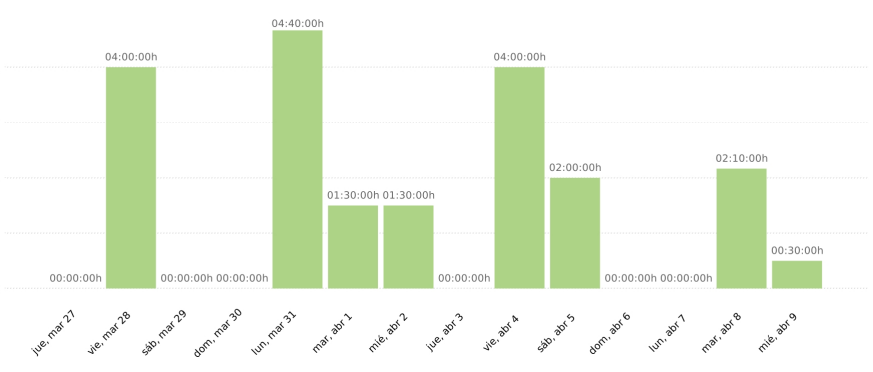 04:40:00h
04:00:00h
04:00:00h
02:10:00h
02:00:00h
01:30:00h 01:30:00h
00:30:00h
00:00:00h
00:00:00h 00:00:00h
00:00:00h
00:00:00h 00:00:00h
jue, mar 27
vie, mar 28
sáb, mar 29
dom, mar 30
lun, mar 31
mar, abr 1
mié, abr 2
jue, abr 3
vie, abr 4
sáb, abr 5
dom, abr 6
lun, abr 7
mar, abr 8
mié, abr 9